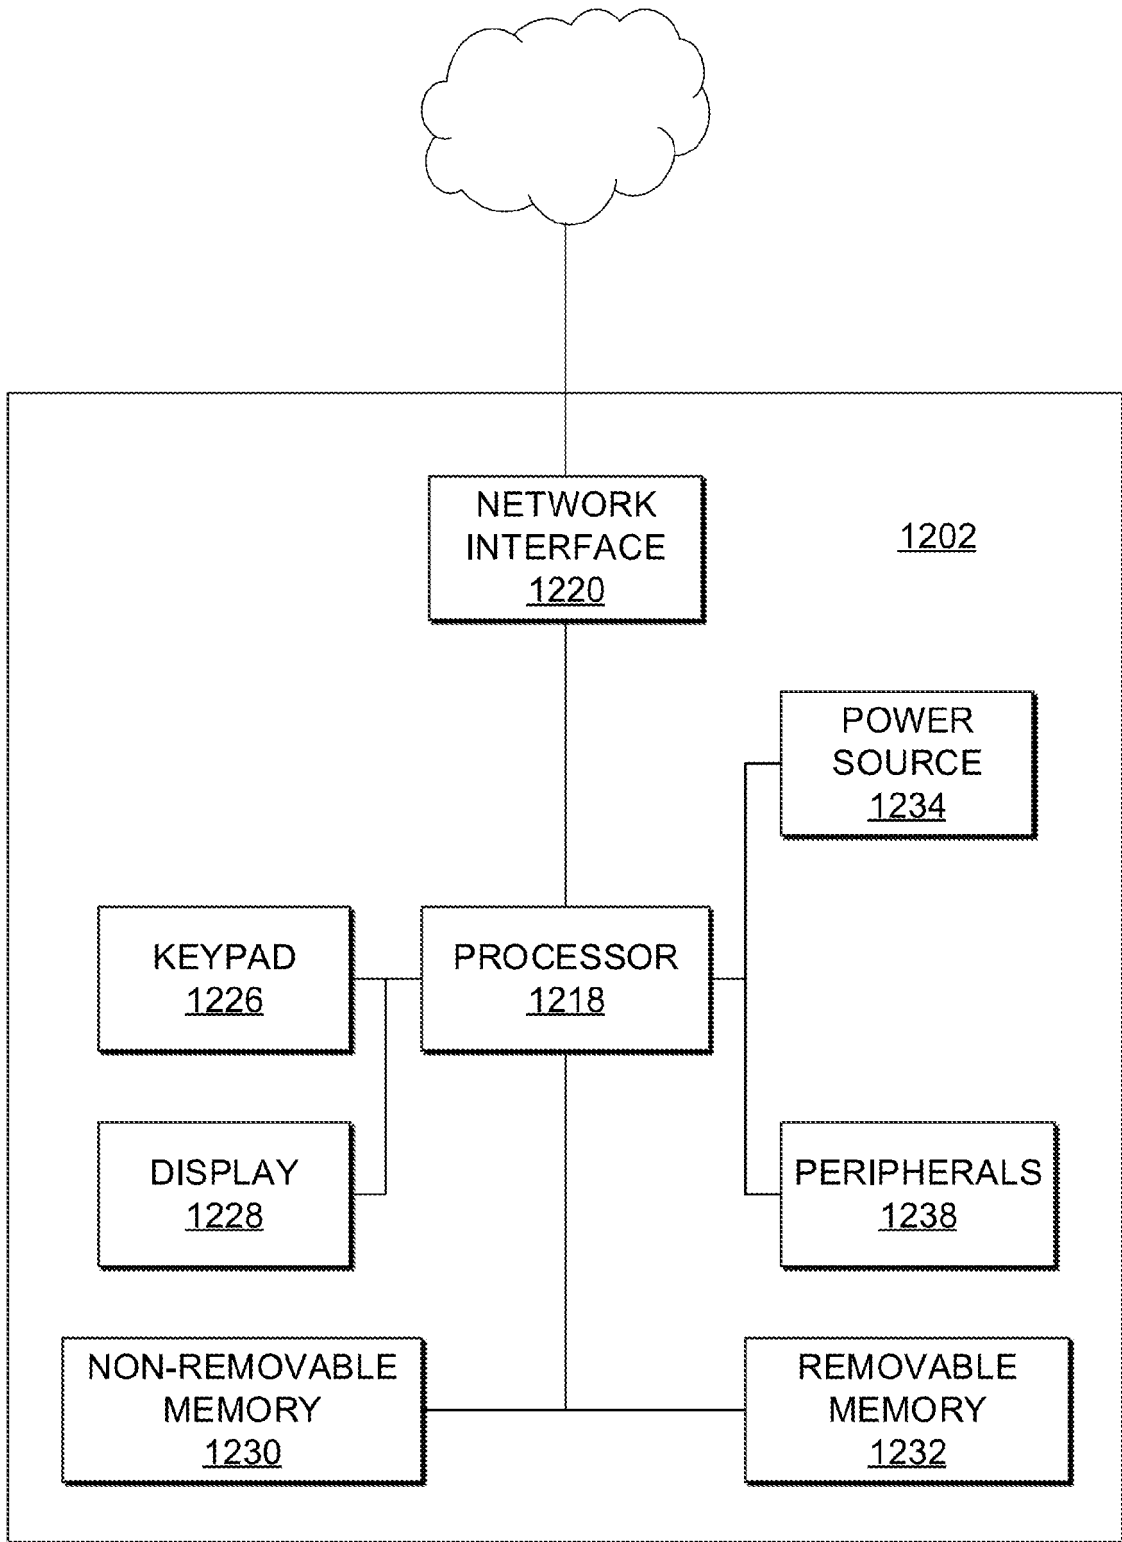 NETWORK
INTERFACE
1220
1202
POWER
SOURCE
1234
KEYPAD
1226
PROCESSOR
1218
DISPLAY
1228
PERIPHERALS
1238
NON-REMOVABLE
MEMORY
1230
REMOVABLE
MEMORY
1232